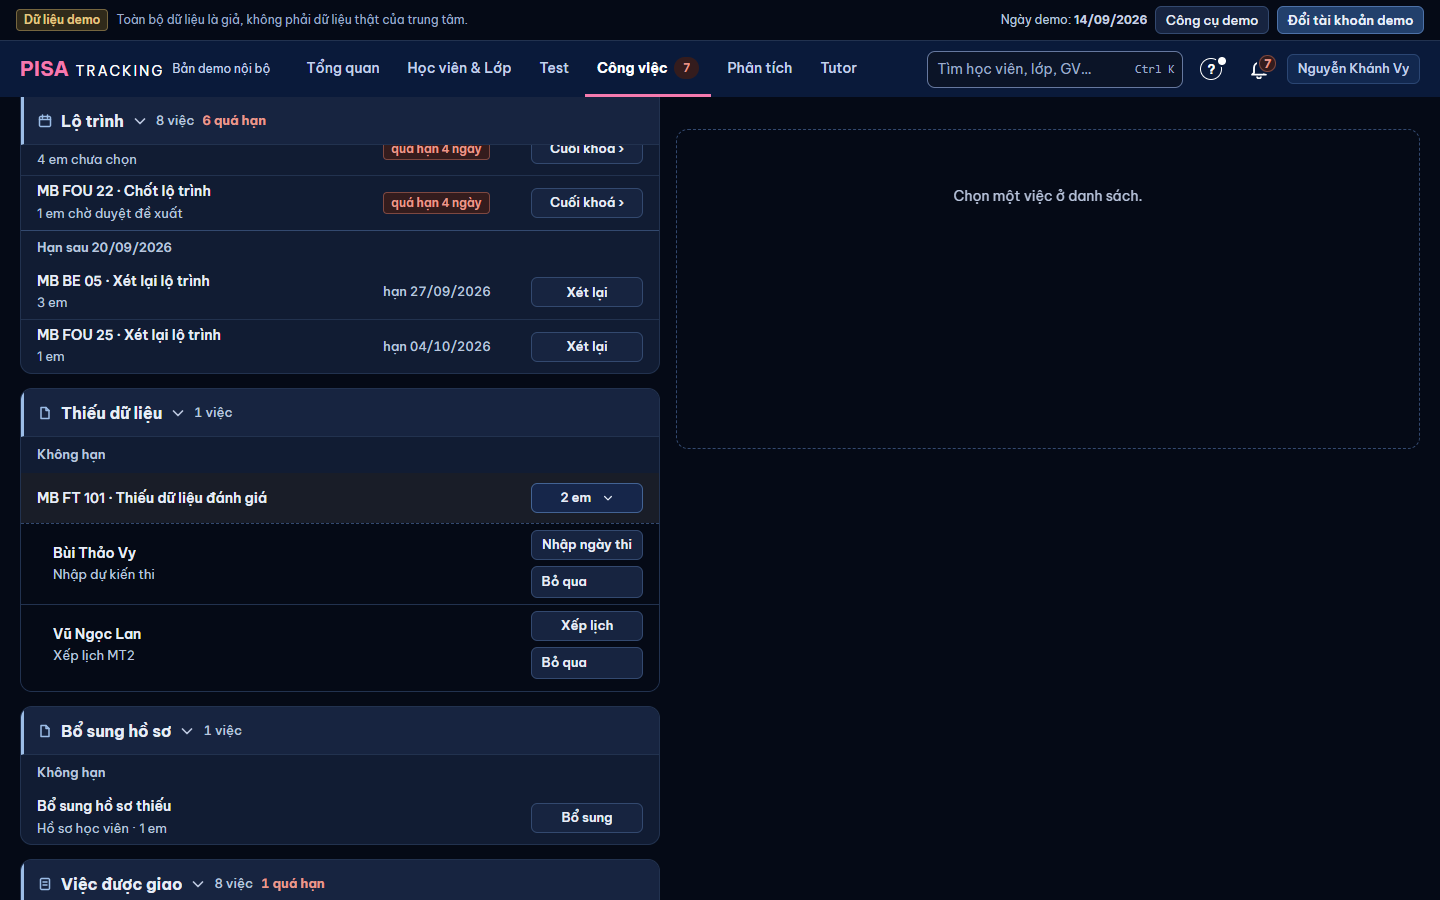 Dữ liệu demo Toàn bộ dữ liệu là giả, không phải dữ liệu thật của trung tâm. Ngày demo: 14/09/2026 Công cụ demo Đổi tài khoản demo
PISA TRACKING Bản demo nội bộ Tổng quan Học viên & Lớp Test Công việc 7 Phân tích Tutor Tìm học viên, lớp, GV... Ctrl K ? 7 Nguyễn Khánh Vy
Lộ trình 8 việc 6 quá hạn
4 em chưa chọn quá hạn 4 ngày Cuối khoá ›
MB FOU 22 · Chốt lộ trình
1 em chờ duyệt đề xuất quá hạn 4 ngày Cuối khoá ›
Hạn sau 20/09/2026
MB BE 05 · Xét lại lộ trình
3 em hạn 27/09/2026 Xét lại
MB FOU 25 · Xét lại lộ trình
1 em hạn 04/10/2026 Xét lại
Thiếu dữ liệu 1 việc
Không hạn
MB FT 101 · Thiếu dữ liệu đánh giá 2 em
Bùi Thảo Vy
Nhập dự kiến thi
Nhập ngày thi
Bỏ qua
Vũ Ngọc Lan
Xếp lịch MT2
Xếp lịch
Bỏ qua
Bổ sung hồ sơ 1 việc
Không hạn
Bổ sung hồ sơ thiếu
Hồ sơ học viên · 1 em Bổ sung
Việc được giao 8 việc 1 quá hạn
Chọn một việc ở danh sách.